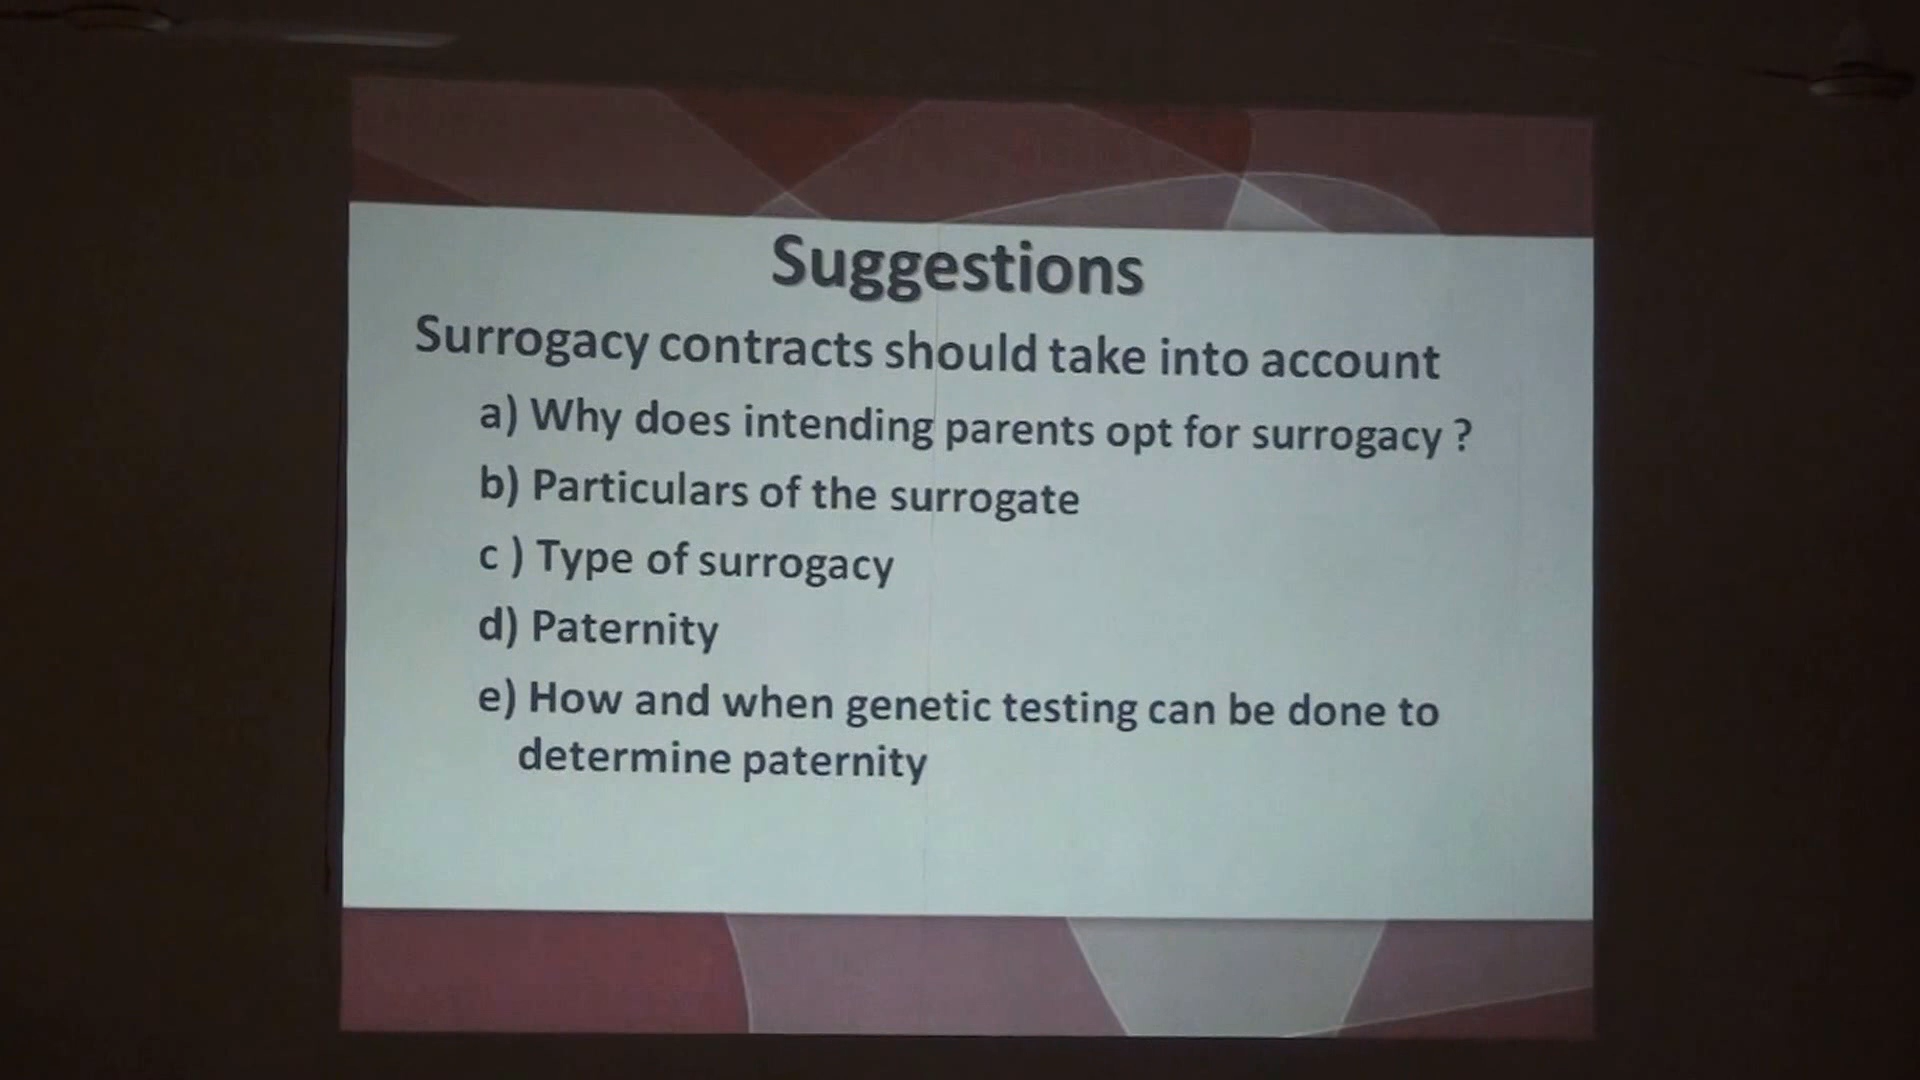 Suggestions
Surrogacy contracts should take into account
a) Why does intending parents opt for surrogacy ?
b) Particulars of the surrogate
c ) Type of surrogacy
d) Paternity
e) How and when genetic testing can be done to
determine paternity